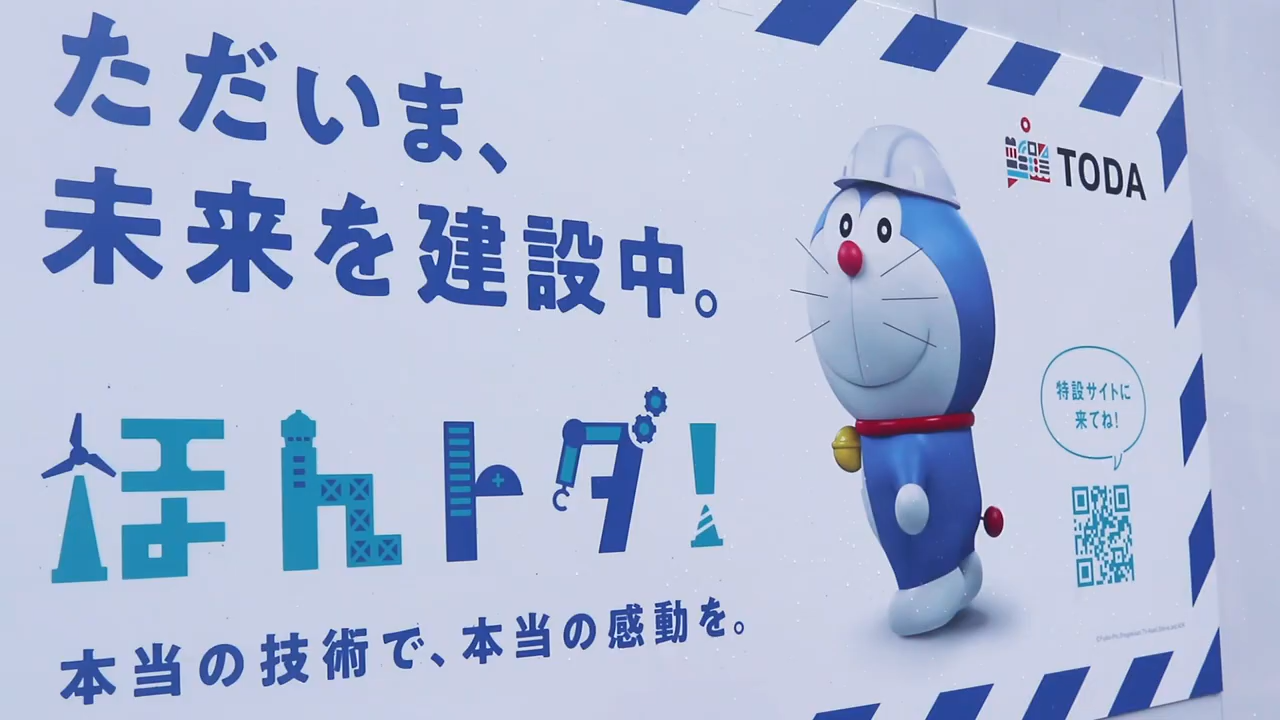 ただいま、
未来を建設中。
ほんトダ!
本当の技術で、本当の感動を。
TODA
特設サイトに
来てね!